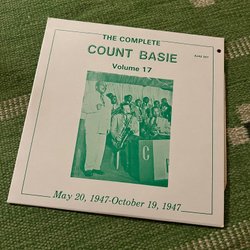 THE COMPLETE
COUNT BASIE
Volume 17
C
May 20, 1947-October 19, 1947